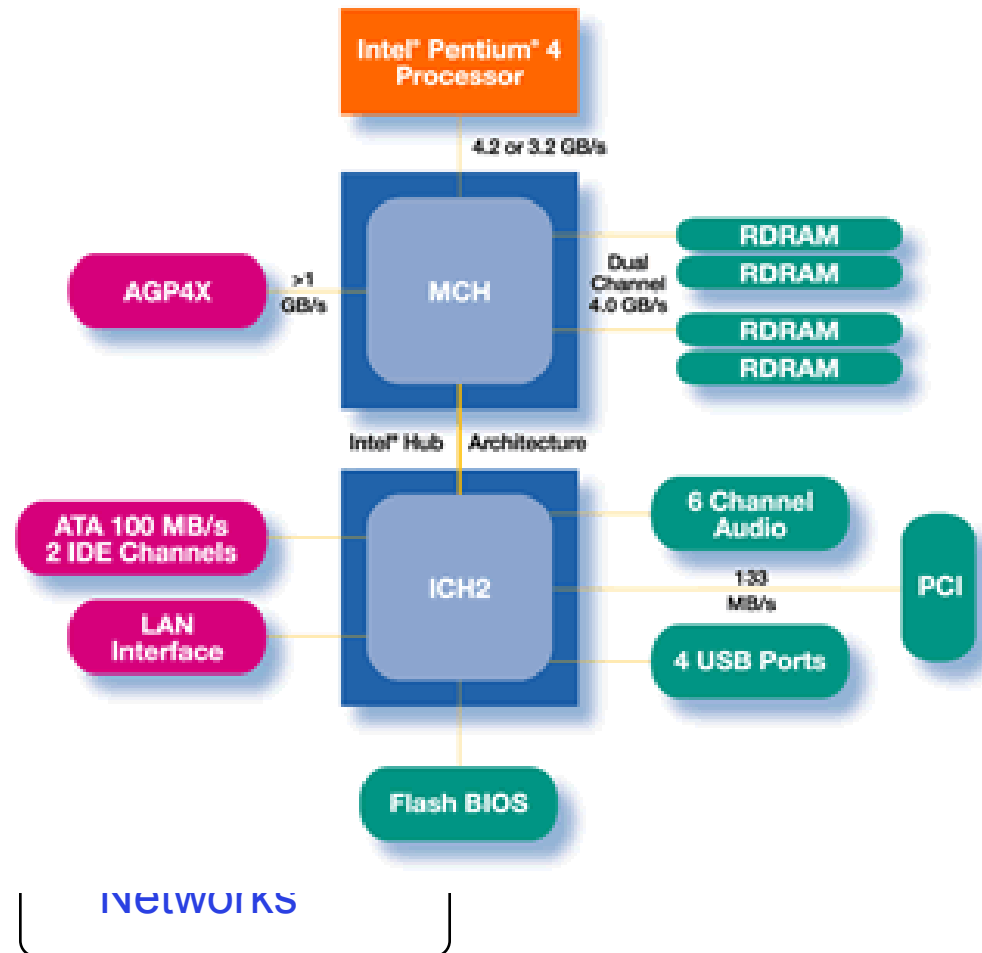 Intel® Pentium® 4
Processor
4.2 or 3.2 GB/s
AGP4X
>1
GB/s
MCH
Dual
Channel
4.0 GB/s
RDRAM
RDRAM
RDRAM
RDRAM
Intel® Hub Architecture
ATA 100 MB/s
2 IDE Channels
LAN
Interface
ICH2
6 Channel
Audio
133
MB/s
PCI
4 USB Ports
Flash BIOS
Networks